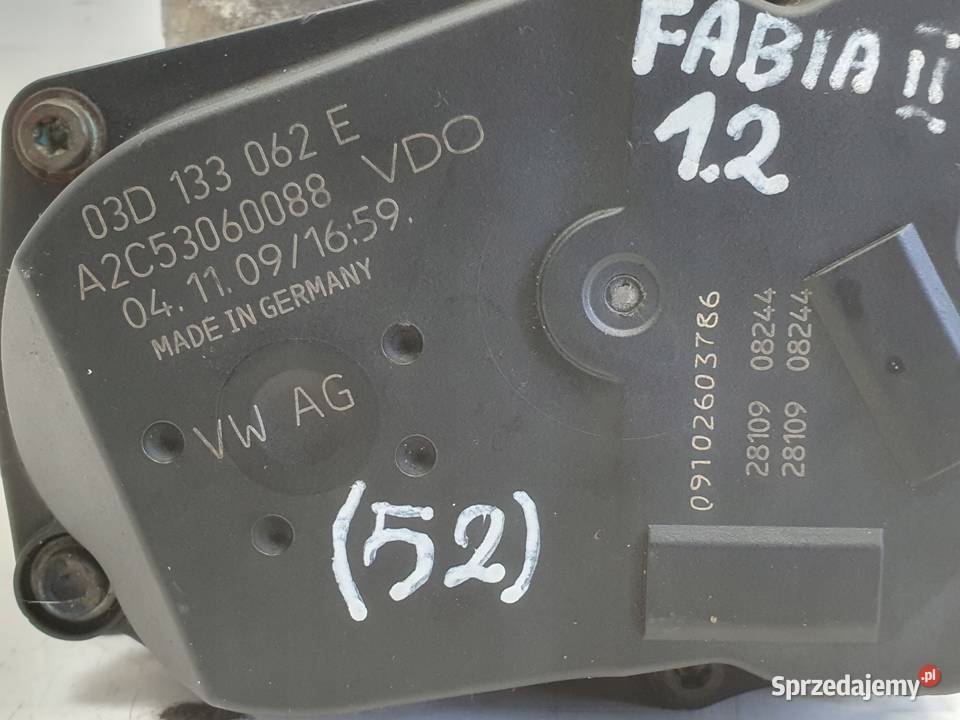 FABIA II
1.2
03D 133 062 E
A2C53060088 VDO
04.11.09/16:59.
MADE IN GERMANY
VW AG
(52)
09102603786
28109 08244
28109 08244
Sprzedajemy.pl